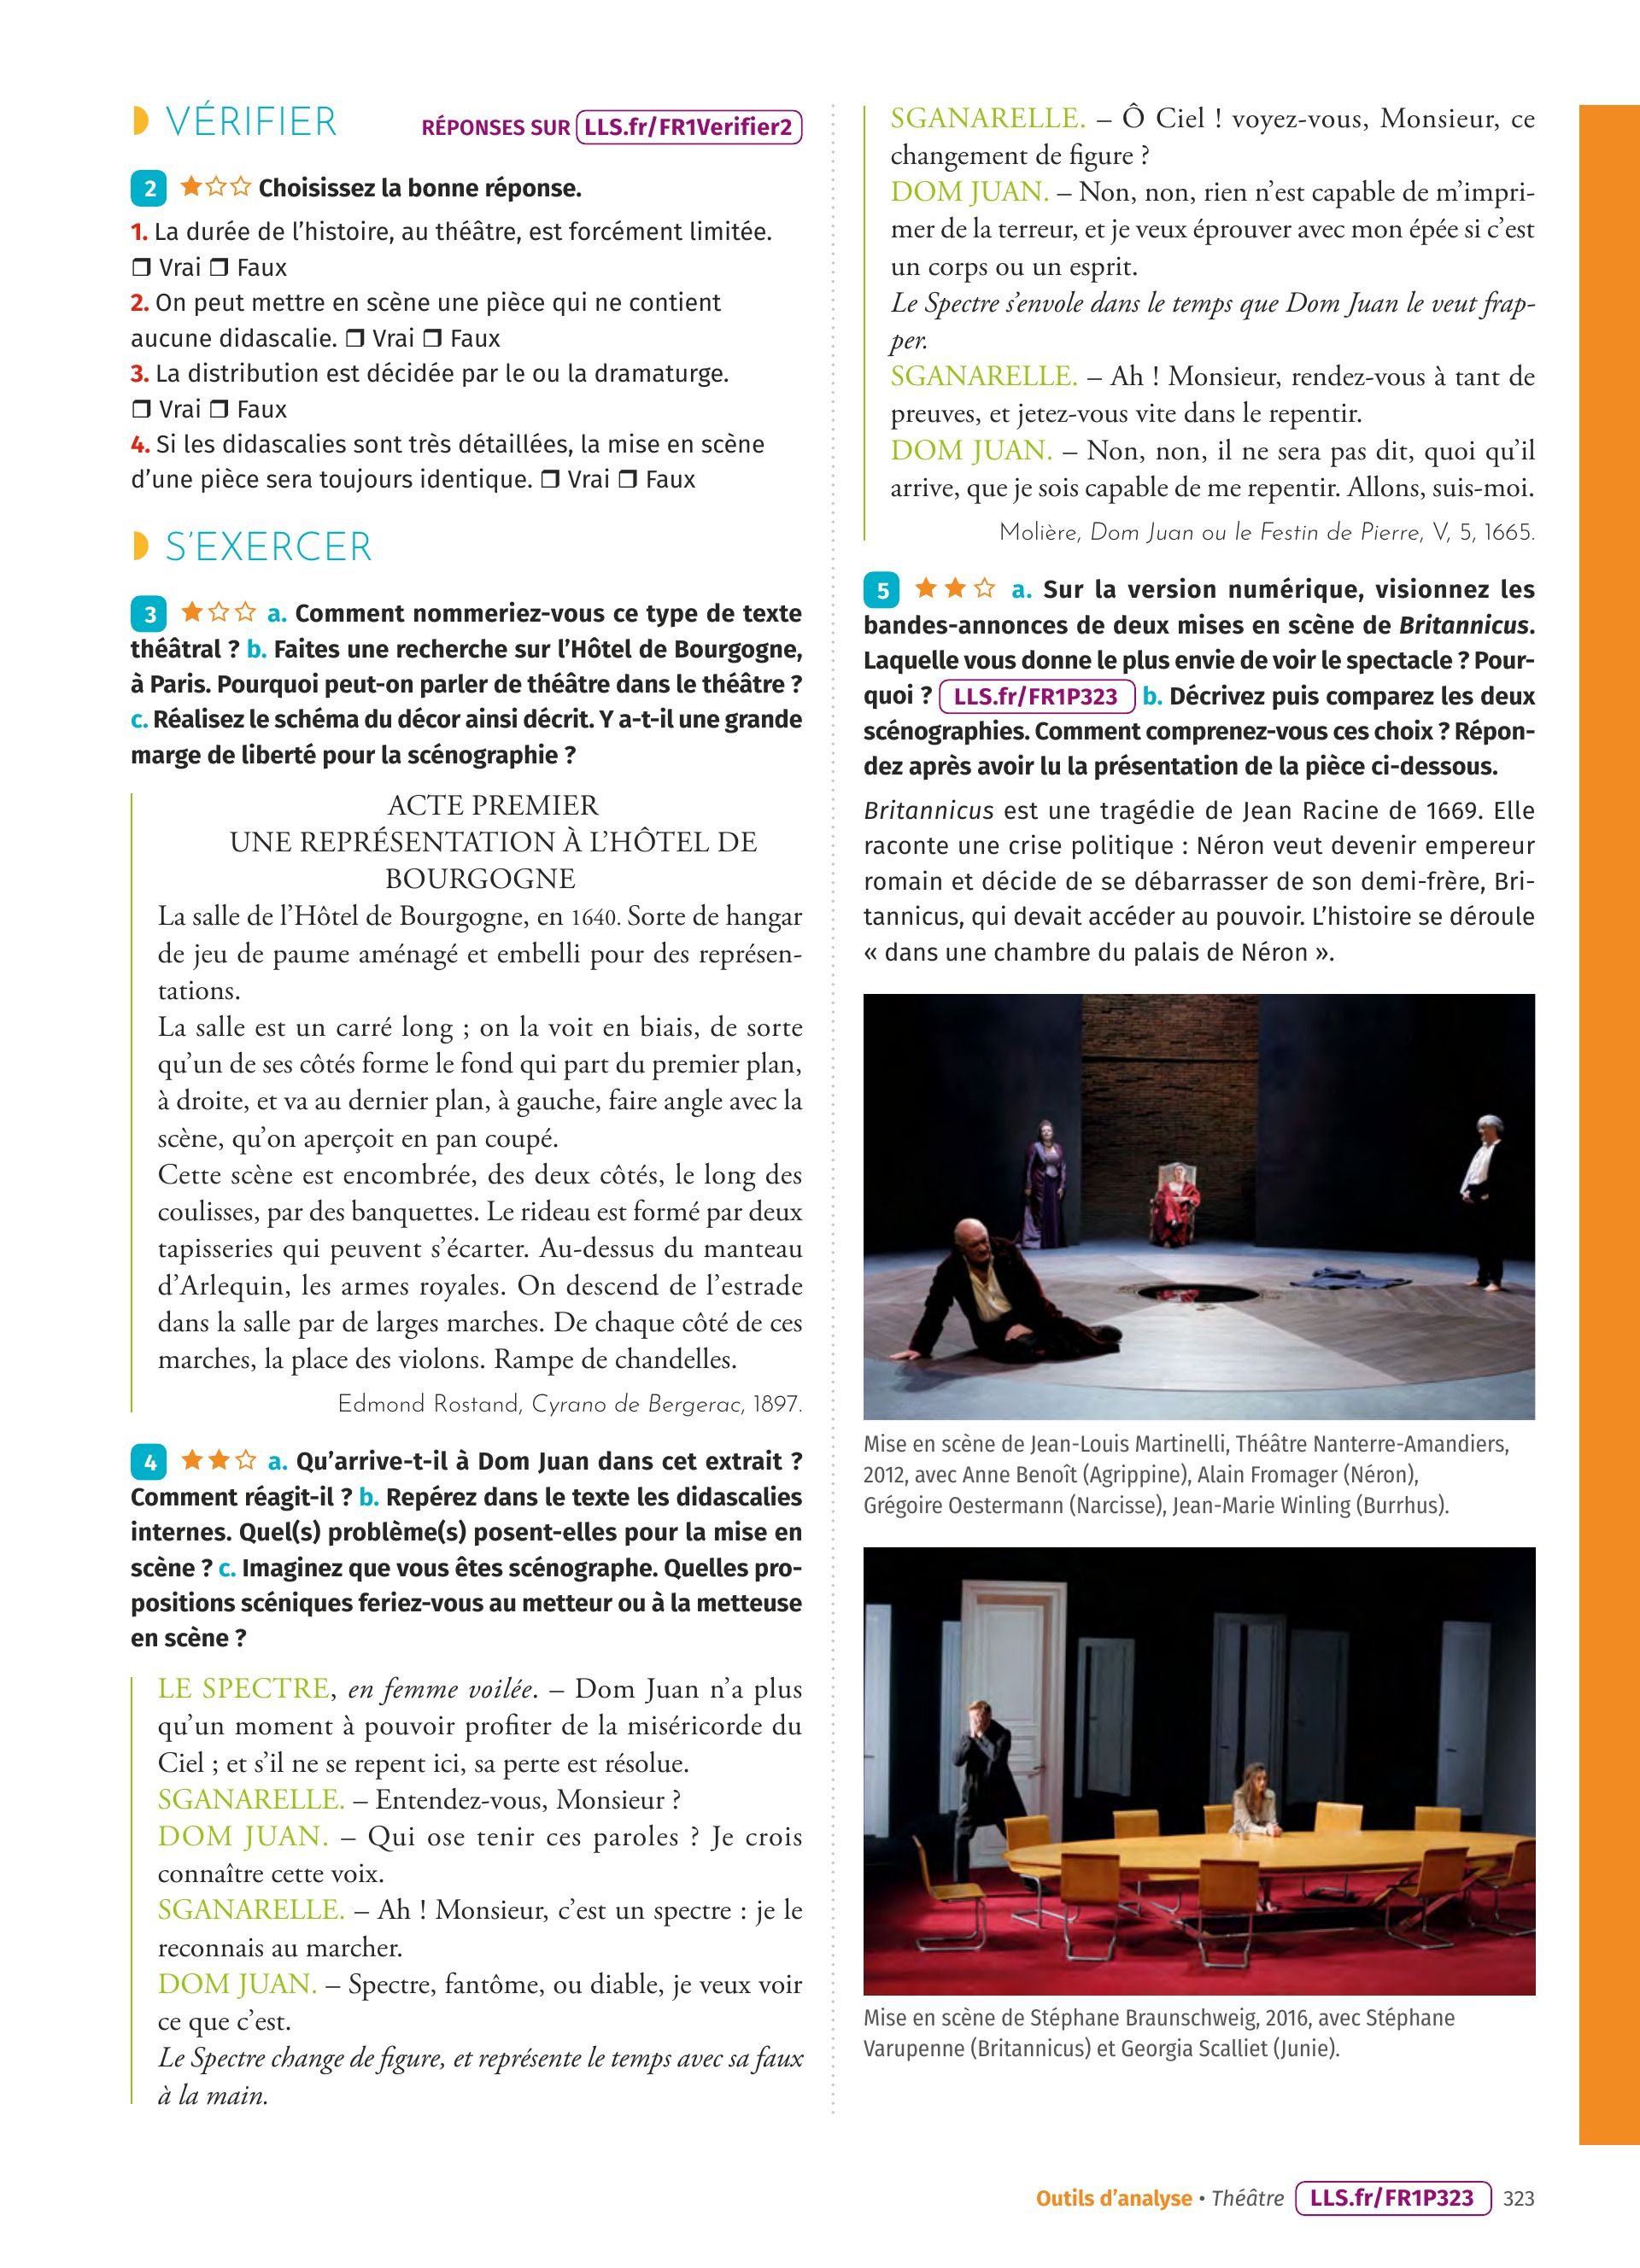 VÉRIFIER
RÉPONSES SUR LLS.fr/FR1Verifier2
2 ★☆☆ Choisissez la bonne réponse.
1. La durée de l’histoire, au théâtre, est forcément limitée.
❒ Vrai ❒ Faux
2. On peut mettre en scène une pièce qui ne contient
aucune didascalie. ❒ Vrai ❒ Faux
3. La distribution est décidée par le ou la dramaturge.
❒ Vrai ❒ Faux
4. Si les didascalies sont très détaillées, la mise en scène
d’une pièce sera toujours identique. ❒ Vrai ❒ Faux
S’EXERCER
3 ★☆☆ a. Comment nommeriez-vous ce type de texte
théâtral ? b. Faites une recherche sur l’Hôtel de Bourgogne,
à Paris. Pourquoi peut-on parler de théâtre dans le théâtre ?
c. Réalisez le schéma du décor ainsi décrit. Y a-t-il une grande
marge de liberté pour la scénographie ?
ACTE PREMIER
UNE REPRÉSENTATION À L’HÔTEL DE
BOURGOGNE
La salle de l’Hôtel de Bourgogne, en 1640. Sorte de hangar
de jeu de paume aménagé et embelli pour des représen-
tations.
La salle est un carré long ; on la voit en biais, de sorte
qu’un de ses côtés forme le fond qui part du premier plan,
à droite, et va au dernier plan, à gauche, faire angle avec la
scène, qu’on aperçoit en pan coupé.
Cette scène est encombrée, des deux côtés, le long des
coulisses, par des banquettes. Le rideau est formé par deux
tapisseries qui peuvent s’écarter. Au-dessus du manteau
d’Arlequin, les armes royales. On descend de l’estrade
dans la salle par de larges marches. De chaque côté de ces
marches, la place des violons. Rampe de chandelles.
Edmond Rostand, Cyrano de Bergerac, 1897.
4 ★★☆ a. Qu’arrive-t-il à Dom Juan dans cet extrait ?
Comment réagit-il ? b. Repérez dans le texte les didascalies
internes. Quel(s) problème(s) posent-elles pour la mise en
scène ? c. Imaginez que vous êtes scénographe. Quelles pro-
positions scéniques feriez-vous au metteur ou à la metteuse
en scène ?
LE SPECTRE, en femme voilée. – Dom Juan n’a plus
qu’un moment à pouvoir profiter de la miséricorde du
Ciel ; et s’il ne se repent ici, sa perte est résolue.
SGANARELLE. – Entendez-vous, Monsieur ?
DOM JUAN. – Qui ose tenir ces paroles ? Je crois
connaître cette voix.
SGANARELLE. – Ah ! Monsieur, c’est un spectre : je le
reconnais au marcher.
DOM JUAN. – Spectre, fantôme, ou diable, je veux voir
ce que c’est.
Le Spectre change de figure, et représente le temps avec sa faux
à la main.
SGANARELLE. – Ô Ciel ! voyez-vous, Monsieur, ce
changement de figure ?
DOM JUAN. – Non, non, rien n’est capable de m’impri-
mer de la terreur, et je veux éprouver avec mon épée si c’est
un corps ou un esprit.
Le Spectre s’envole dans le temps que Dom Juan le veut frap-
per.
SGANARELLE. – Ah ! Monsieur, rendez-vous à tant de
preuves, et jetez-vous vite dans le repentir.
DOM JUAN. – Non, non, il ne sera pas dit, quoi qu’il
arrive, que je sois capable de me repentir. Allons, suis-moi.
Molière, Dom Juan ou le Festin de Pierre, V, 5, 1665.
5 ★★☆ a. Sur la version numérique, visionnez les
bandes-annonces de deux mises en scène de Britannicus.
Laquelle vous donne le plus envie de voir le spectacle ? Pour-
quoi ? LLS.fr/FR1P323 b. Décrivez puis comparez les deux
scénographies. Comment comprenez-vous ces choix ? Répon-
dez après avoir lu la présentation de la pièce ci-dessous.
Britannicus est une tragédie de Jean Racine de 1669. Elle
raconte une crise politique : Néron veut devenir empereur
romain et décide de se débarrasser de son demi-frère, Bri-
tannicus, qui devait accéder au pouvoir. L’histoire se déroule
« dans une chambre du palais de Néron ».
Mise en scène de Jean-Louis Martinelli, Théâtre Nanterre-Amandiers,
2012, avec Anne Benoît (Agrippine), Alain Fromager (Néron),
Grégoire Oestermann (Narcisse), Jean-Marie Winling (Burrhus).
Mise en scène de Stéphane Braunschweig, 2016, avec Stéphane
Varupenne (Britannicus) et Georgia Scalliet (Junie).
Outils d’analyse • Théâtre LLS.fr/FR1P323 323